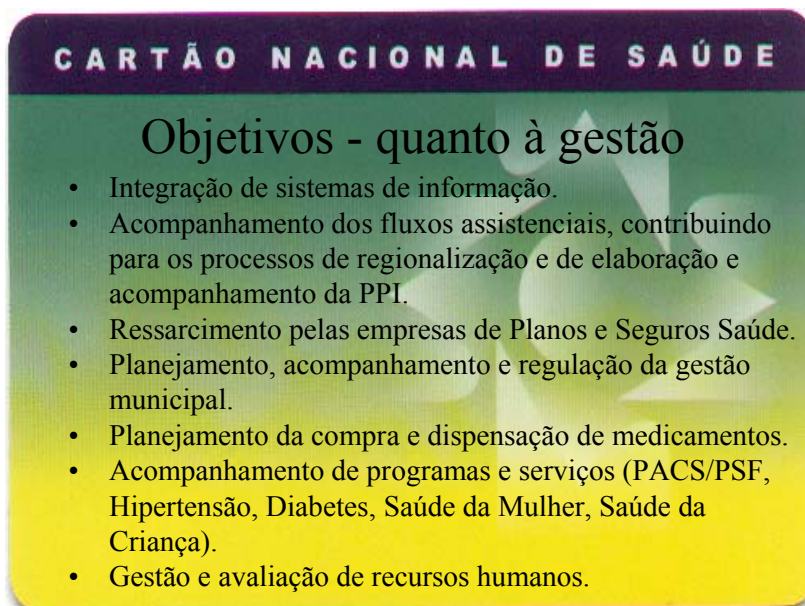 CARTÃO NACIONAL DE SAÚDE
Objetivos - quanto à gestão
• Integração de sistemas de informação.
• Acompanhamento dos fluxos assistenciais, contribuindo
para os processos de regionalização e de elaboração e
acompanhamento da PPI.
• Ressarcimento pelas empresas de Planos e Seguros Saúde.
• Planejamento, acompanhamento e regulação da gestão
municipal.
• Planejamento da compra e dispensação de medicamentos.
• Acompanhamento de programas e serviços (PACS/PSF,
Hipertensão, Diabetes, Saúde da Mulher, Saúde da
Criança).
• Gestão e avaliação de recursos humanos.